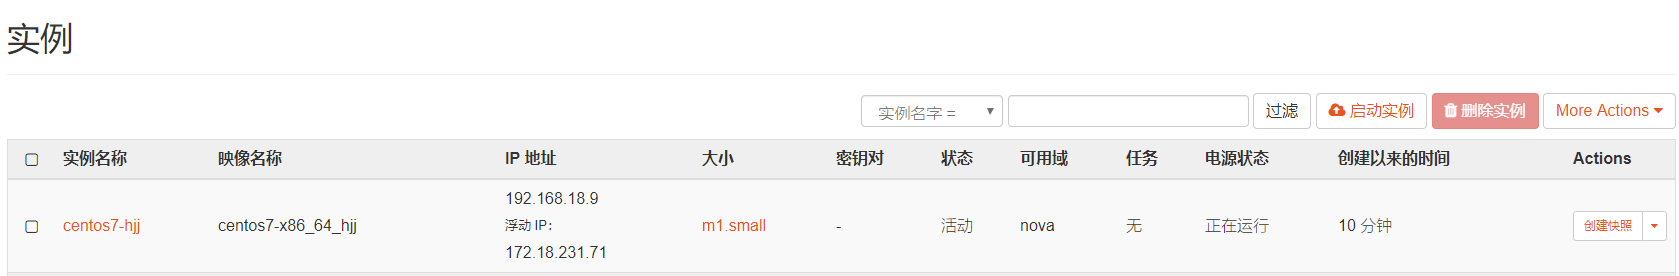 实例
实例名字 = 过滤 启动实例 删除实例 More Actions
实例名称 映像名称 IP 地址 大小 密钥对 状态 可用域 任务 电源状态 创建以来的时间 Actions
192.168.18.9
centos7-hjj centos7-x86_64_hjj 浮动 IP: m1.small - 活动 nova 无 正在运行 10 分钟 创建快照
172.18.231.71